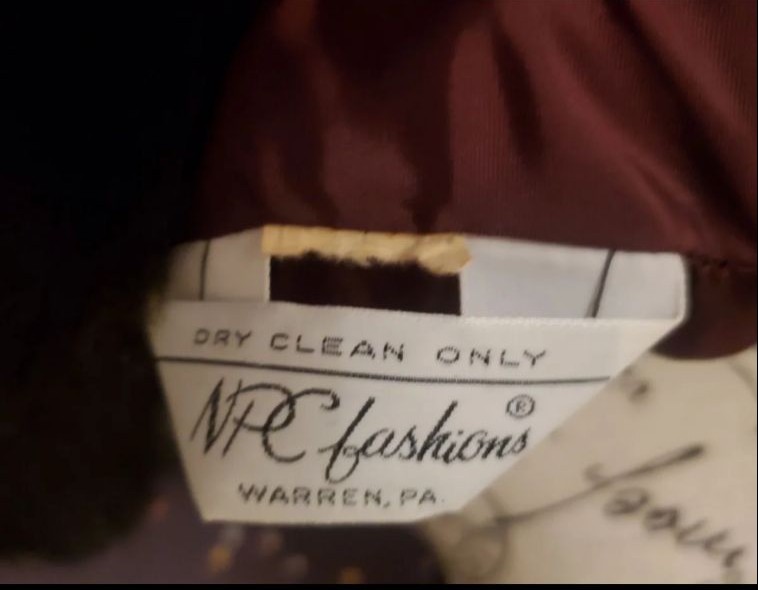 DRY CLEAN ONLY
NPC fashions®
WARREN, PA.